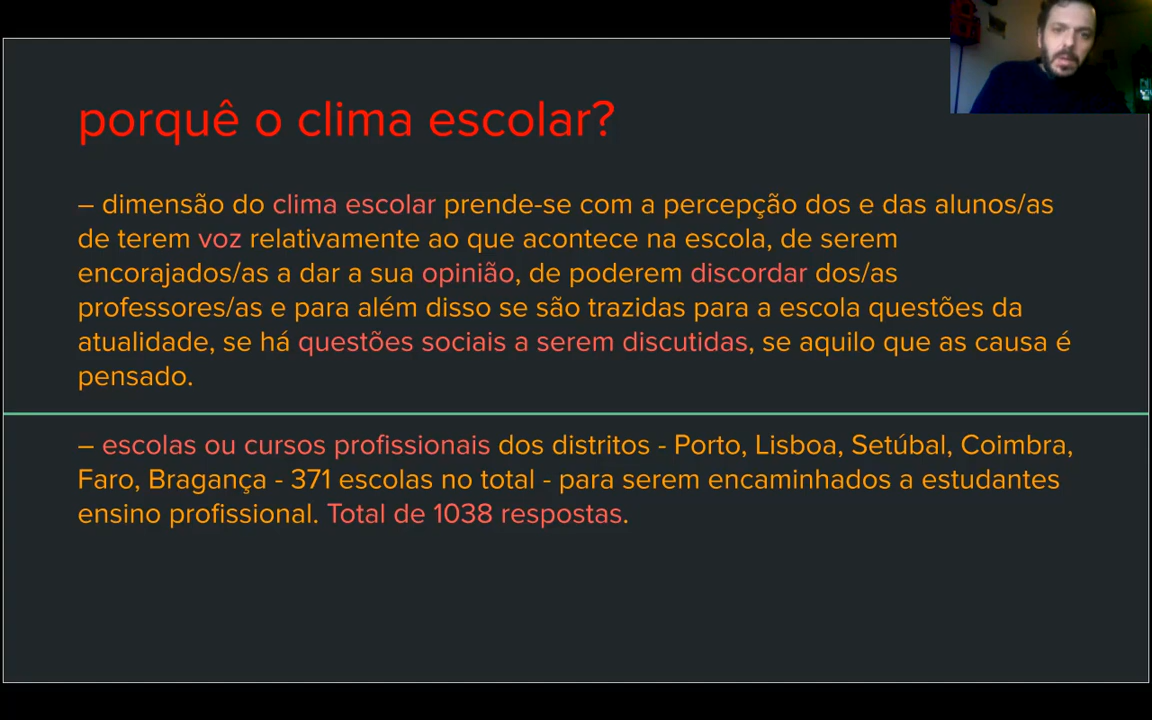 porquê o clima escolar?
– dimensão do clima escolar prende-se com a percepção dos e das alunos/as
de terem voz relativamente ao que acontece na escola, de serem
encorajados/as a dar a sua opinião, de poderem discordar dos/as
professores/as e para além disso se são trazidas para a escola questões da
atualidade, se há questões sociais a serem discutidas, se aquilo que as causa é
pensado.
– escolas ou cursos profissionais dos distritos - Porto, Lisboa, Setúbal, Coimbra,
Faro, Bragança - 371 escolas no total - para serem encaminhados a estudantes
ensino profissional. Total de 1038 respostas.